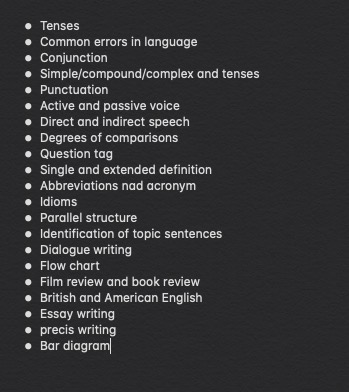 • Tenses
• Common errors in language
• Conjunction
• Simple/compound/complex and tenses
• Punctuation
• Active and passive voice
• Direct and indirect speech
• Degrees of comparisons
• Question tag
• Single and extended definition
• Abbreviations nad acronym
• Idioms
• Parallel structure
• Identification of topic sentences
• Dialogue writing
• Flow chart
• Film review and book review
• British and American English
• Essay writing
• precis writing
• Bar diagram